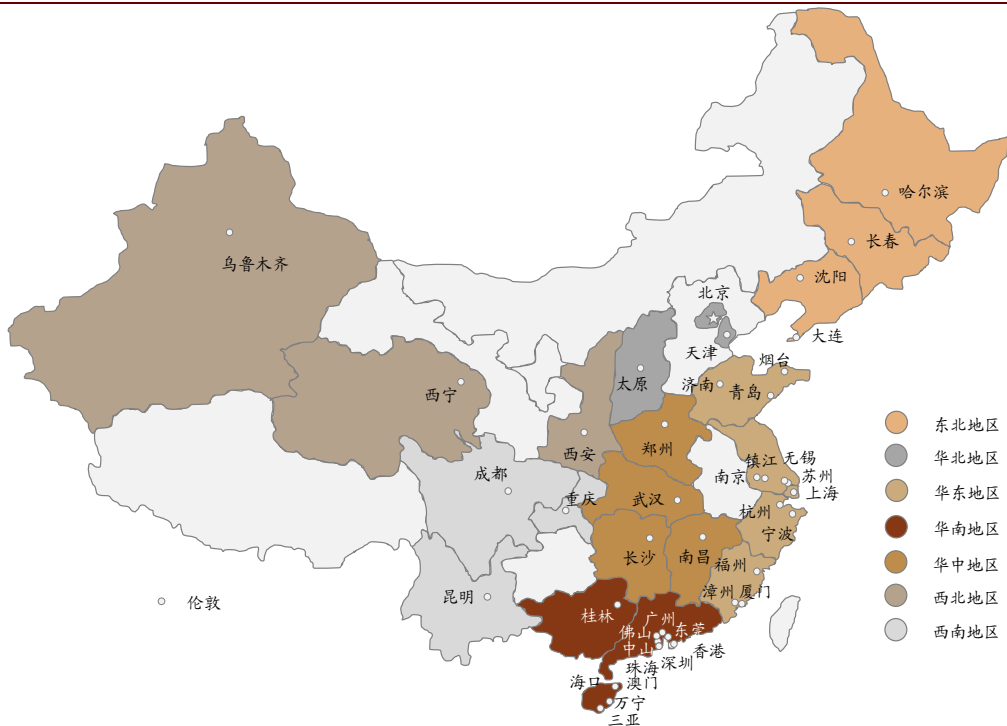 哈尔滨
长春
乌鲁木齐
沈阳
北京
大连
天津
烟台
太原
济南
青岛
西宁
东北地区
郑州
西安
华北地区
成都
镇江
无锡
南京
苏州
华东地区
重庆
武汉
上海
杭州
华南地区
宁波
长沙
南昌
福州
华中地区
昆明
漳州
厦门
西北地区
伦敦
桂林
广州
佛山
东莞
西南地区
中山
香港
深圳
珠海
海口
澳门
万宁
三亚